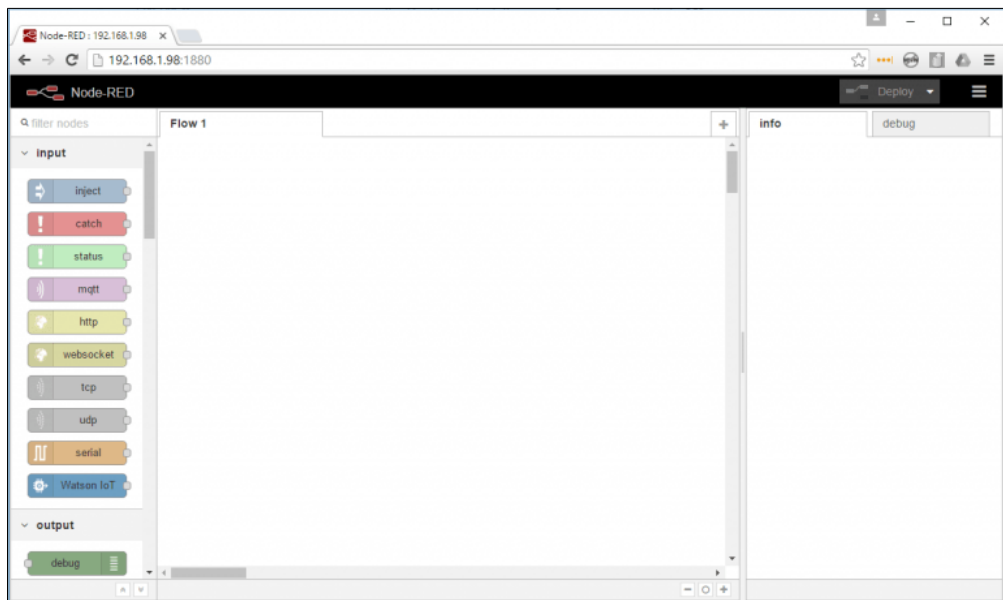 Node-RED : 192.168.1.98
192.168.1.98:1880
Node-RED
Deploy
filter nodes
Flow 1
info
debug
input
inject
catch
status
mqtt
http
websocket
tcp
udp
serial
Watson IoT
output
debug